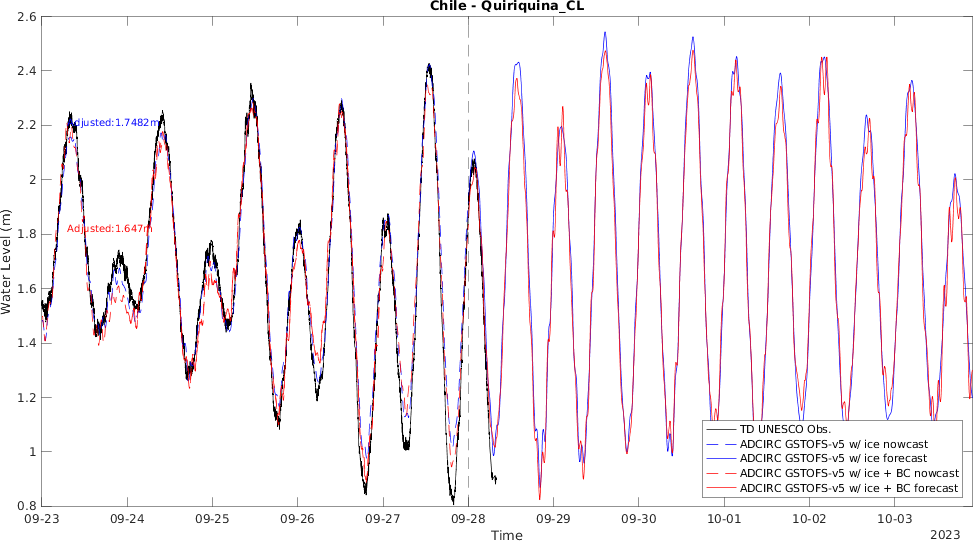 Chile - Quiriquina_CL
2.6
2.4
2.2
2
1.8
1.6
1.4
1.2
1
0.8
Water Level (m)
Adjusted:1.7482m
Adjusted:1.647m
TD UNESCO Obs.
ADCIRC GSTOFS-v5 w/ ice nowcast
ADCIRC GSTOFS-v5 w/ ice forecast
ADCIRC GSTOFS-v5 w/ ice + BC nowcast
ADCIRC GSTOFS-v5 w/ ice + BC forecast
09-23 09-24 09-25 09-26 09-27 09-28 09-29 09-30 10-01 10-02 10-03
Time
2023